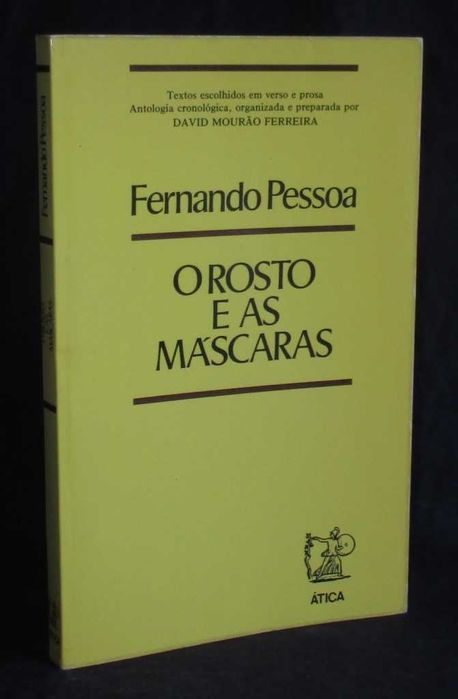 Textos escolhidos em verso e prosa
Antologia cronológica, organizada e preparada por
DAVID MOURÃO FERREIRA
Fernando Pessoa
O ROSTO
E AS
MÁSCARAS
ÁTICA
Fernando Pessoa